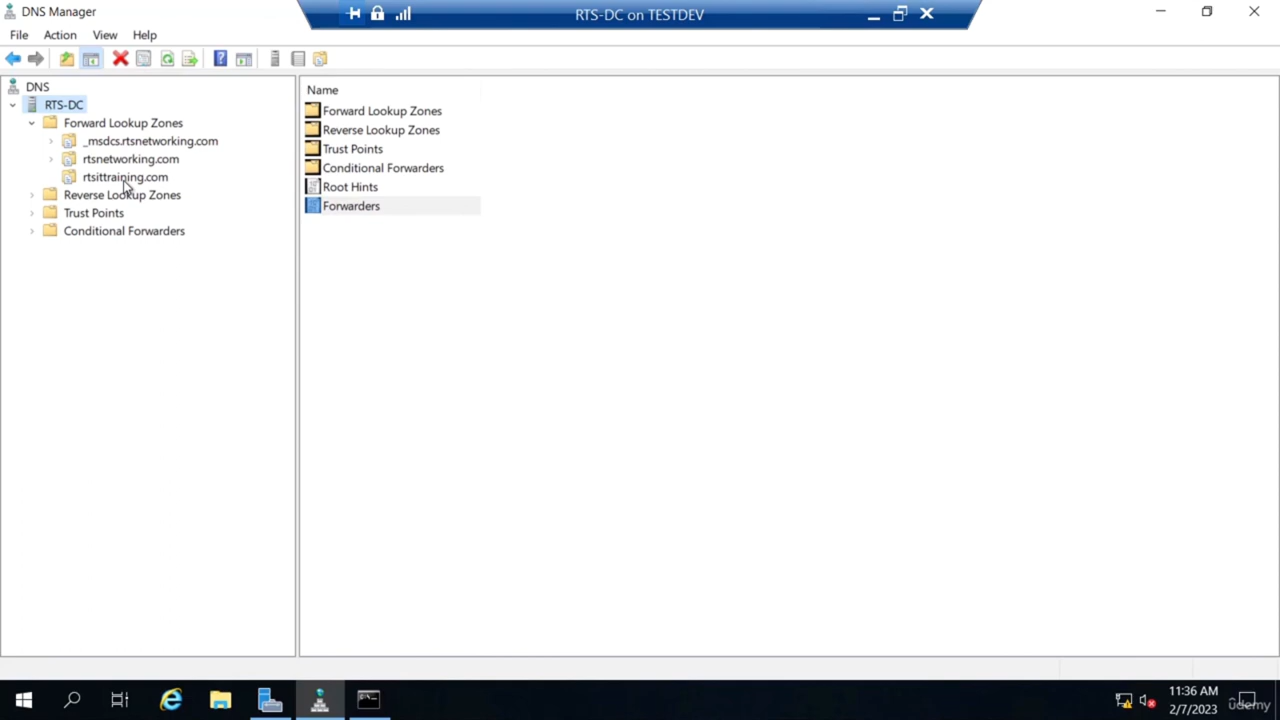 DNS Manager
RTS-DC on TESTDEV
File Action View Help
DNS
RTS-DC
Forward Lookup Zones
_msdcs.rtsnetworking.com
rtsnetworking.com
rtsittraining.com
Reverse Lookup Zones
Trust Points
Conditional Forwarders
Name
Forward Lookup Zones
Reverse Lookup Zones
Trust Points
Conditional Forwarders
Root Hints
Forwarders
11:36 AM
2/7/2023
udemy